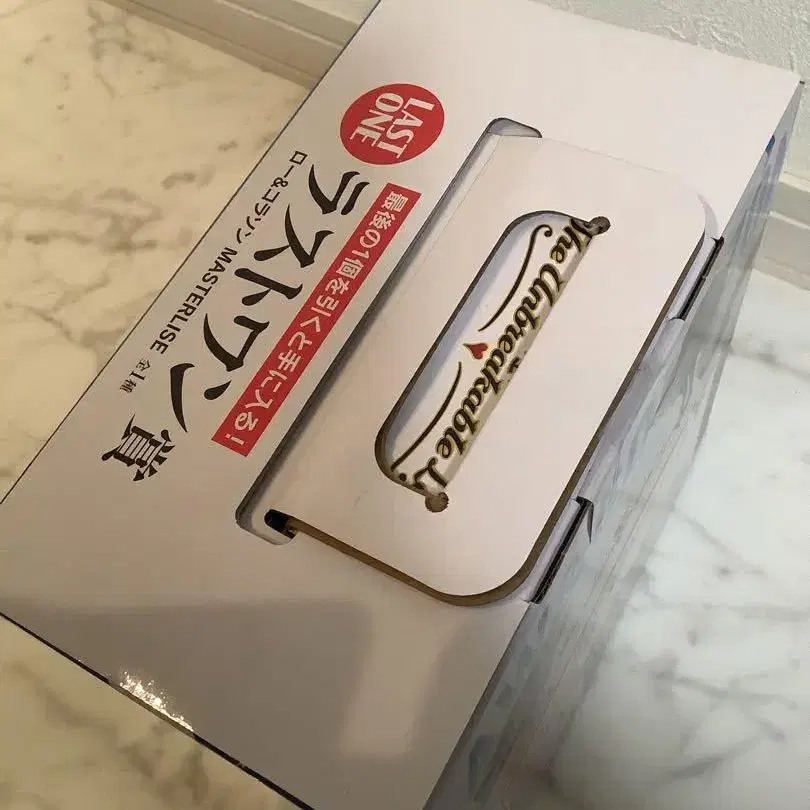 LAST
ONE
最後の1個を引くと手に入る!
ラストワン賞
ロー&コラソン MASTERLISE 全1種
The Unbreakable